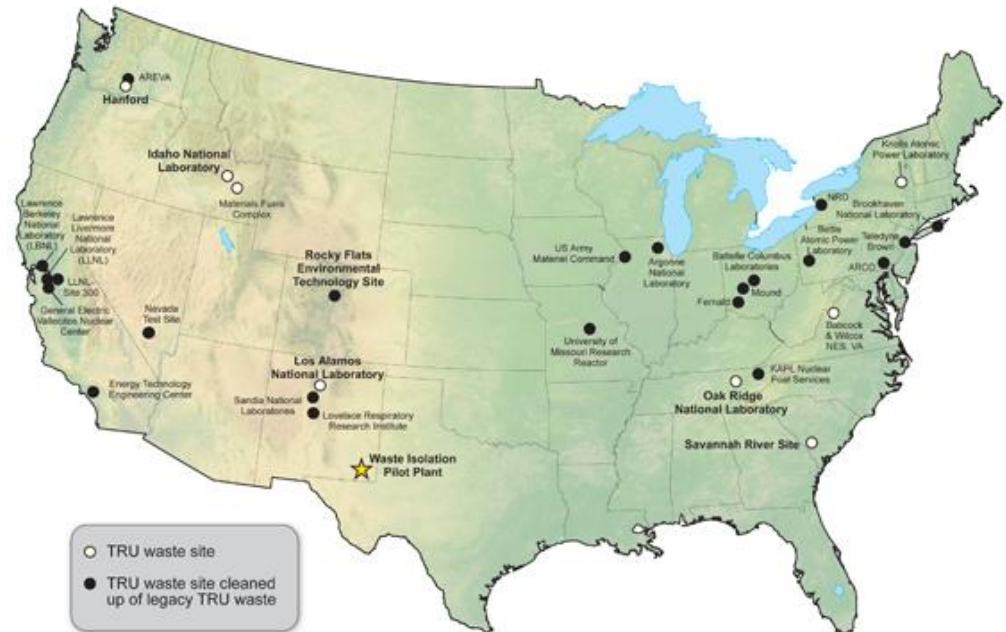 AREVA
Hanford
Idaho National
Laboratory
Materials Fuels
Complex
Lawrence
Berkeley
National
Laboratory
(LBNL)
Lawrence
Livermore
National
Laboratory
(LLNL)
LLNL-
Site 300
General Electric
Vallecitos Nuclear
Center
Nevada
Test Site
Energy Technology
Engineering Center
Rocky Flats
Environmental
Technology Site
Los Alamos
National Laboratory
Sandia National
Laboratories
Lovelace Respiratory
Research Institute
Waste Isolation
Pilot Plant
US Army
Materiel Command
Argonne
National
Laboratory
University of
Missouri Research
Reactor
Battelle Columbus
Laboratories
Mound
Fernald
Bettis
Atomic Power
Laboratory
NRD
Knolls Atomic
Power Laboratory
Brookhaven
National Laboratory
Teledyne
Brown
ARCO
Babcock
& Wilcox
NES, VA
KAPL Nuclear
Fuel Services
Oak Ridge
National Laboratory
Savannah River Site
TRU waste site
TRU waste site cleaned
up of legacy TRU waste